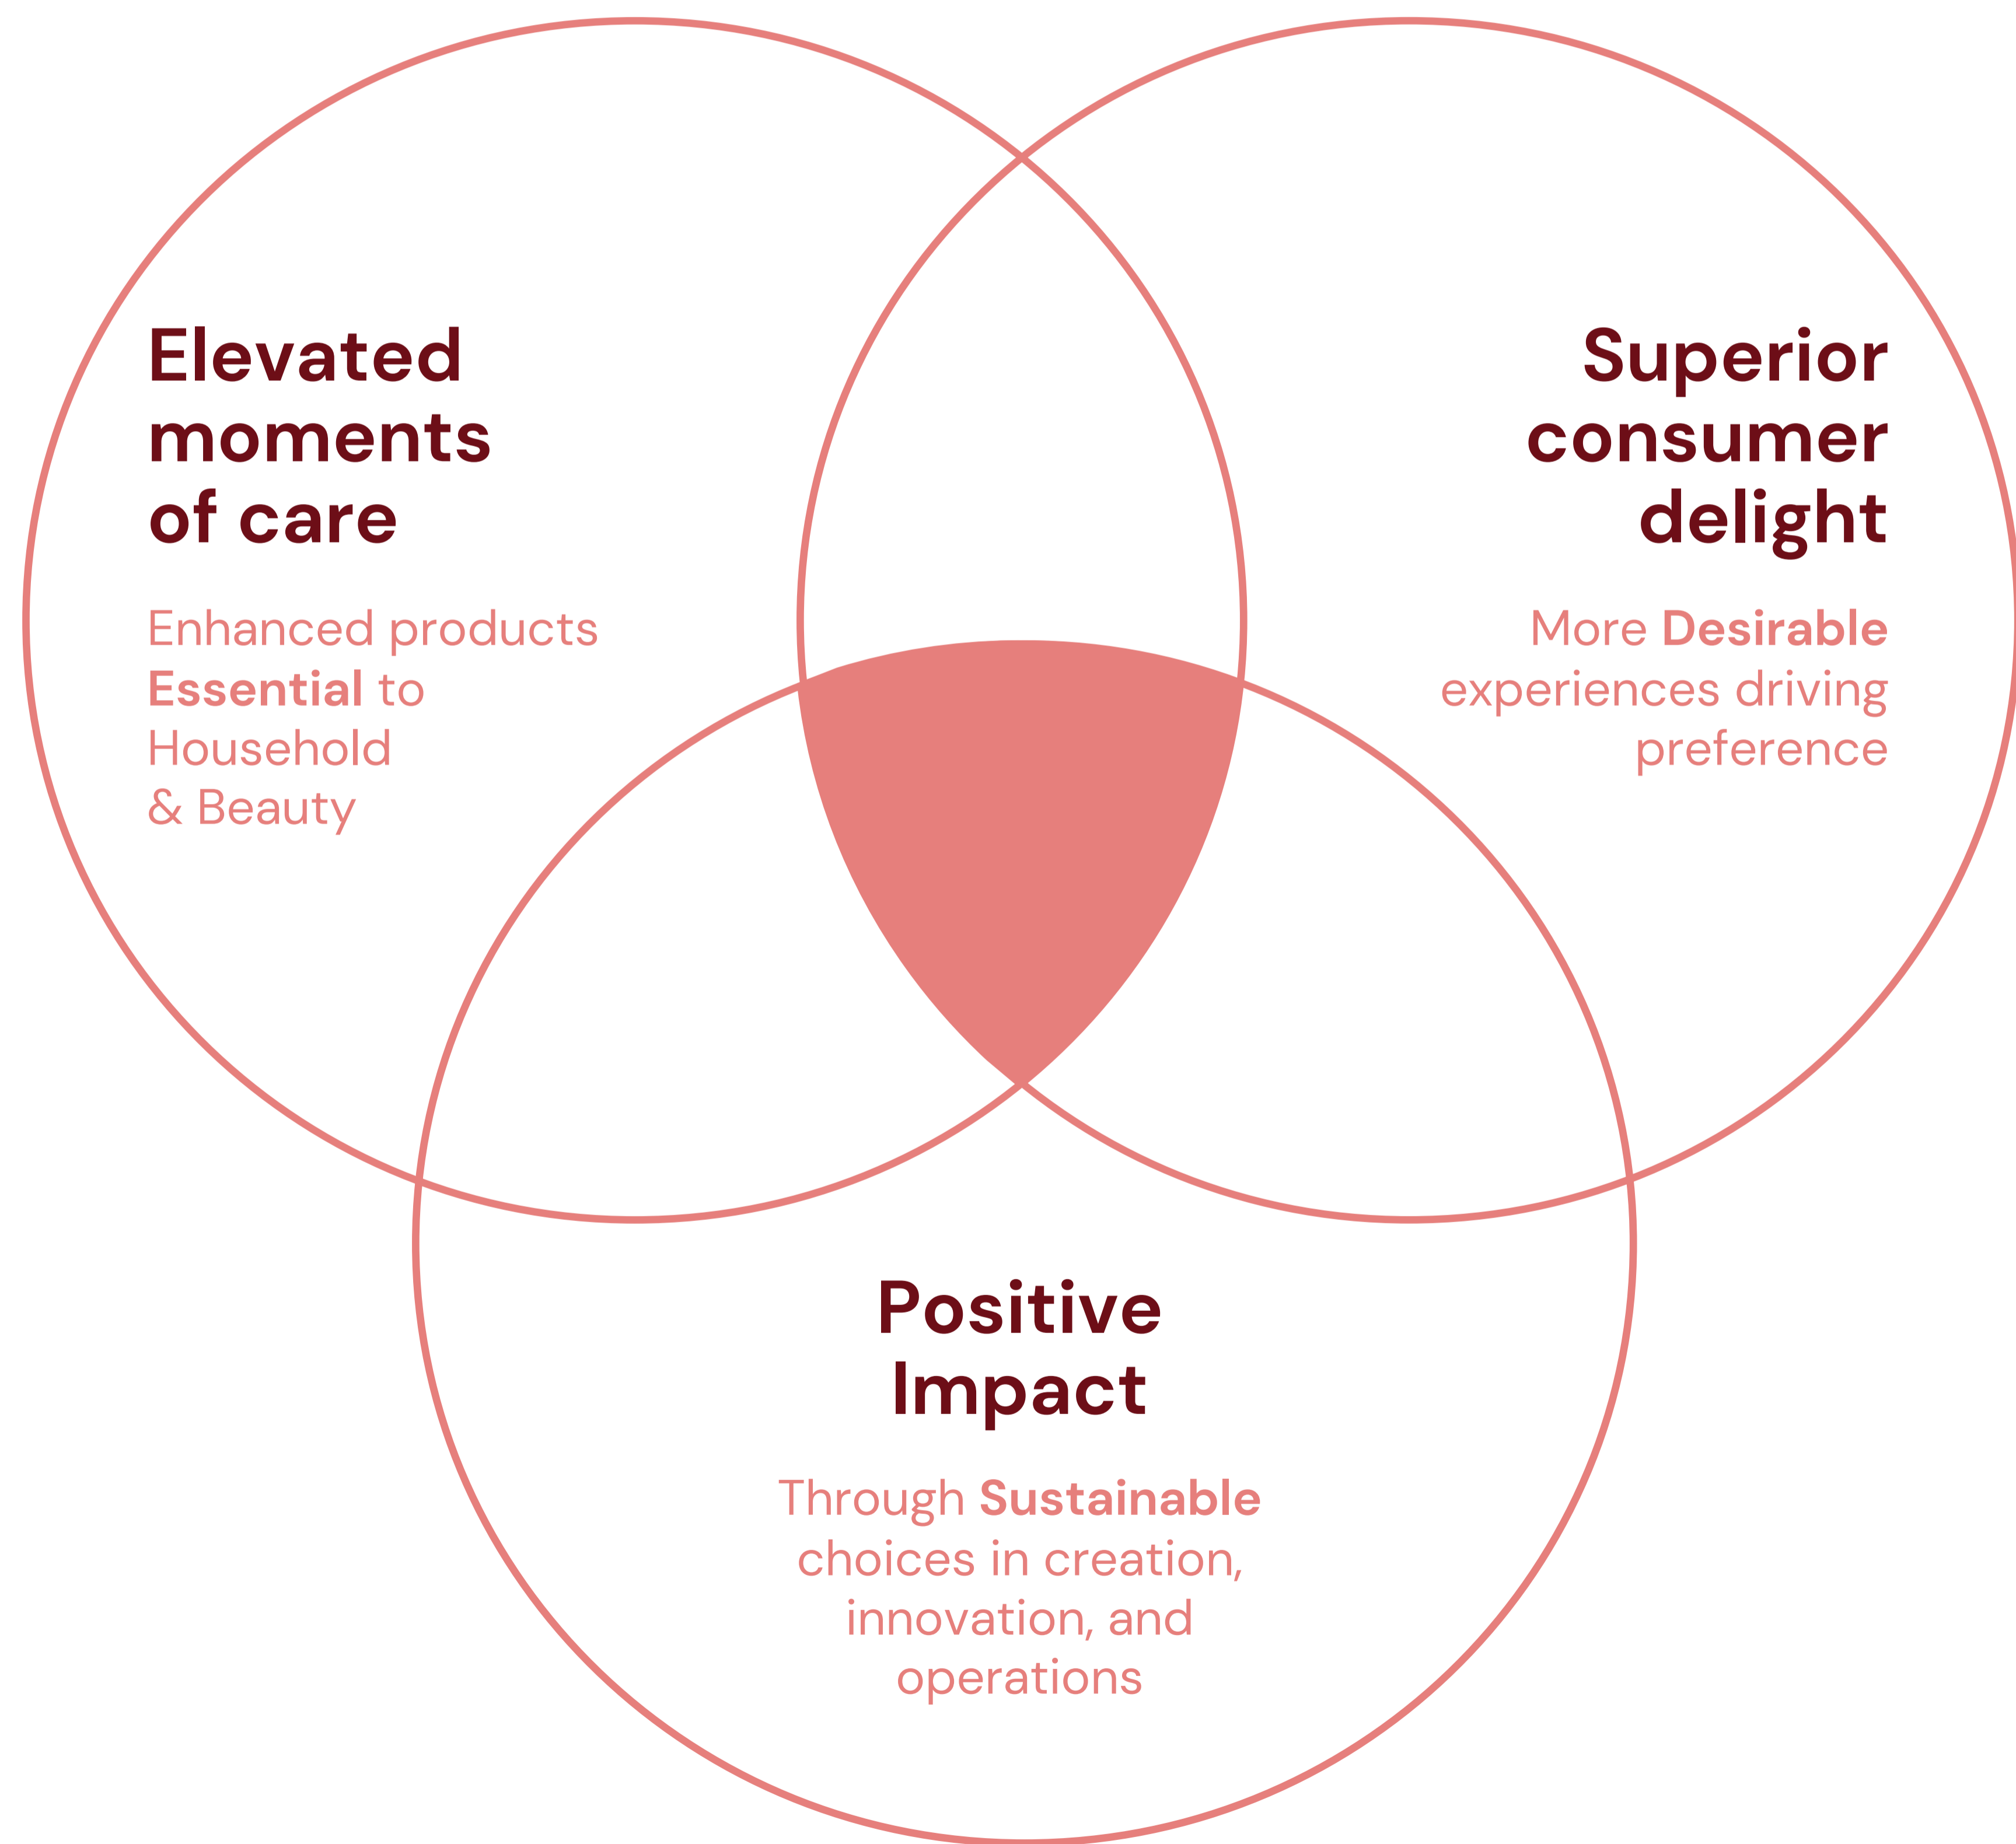 Elevated
moments
of care
Enhanced products
Essential to
Household
& Beauty
Superior
consumer
delight
More Desirable
experiences driving
preference
Positive
Impact
Through Sustainable
choices in creation,
innovation, and
operations